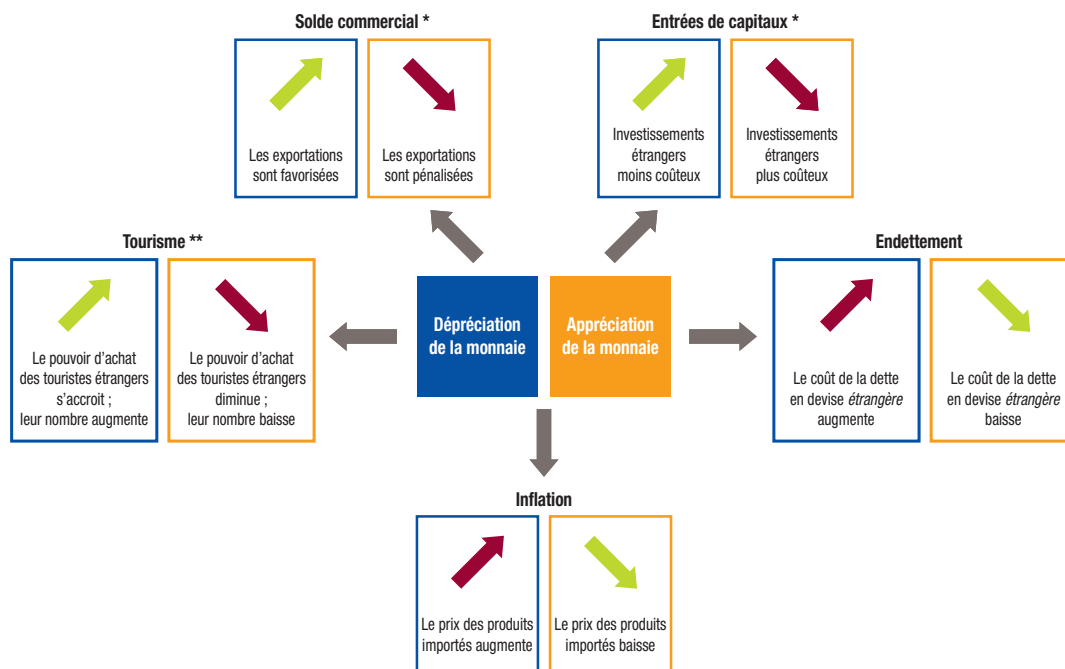 Solde commercial *
Les exportations
sont favorisées
Les exportations
sont pénalisées
Entrées de capitaux *
Investissements
étrangers
moins coûteux
Investissements
étrangers
plus coûteux
Tourisme **
Le pouvoir d’achat
des touristes étrangers
s’accroit ;
leur nombre augmente
Le pouvoir d’achat
des touristes étrangers
diminue ;
leur nombre baisse
Dépréciation
de la monnaie
Appréciation
de la monnaie
Endettement
Le coût de la dette
en devise étrangère
augmente
Le coût de la dette
en devise étrangère
baisse
Inflation
Le prix des produits
importés augmente
Le prix des produits
importés baisse